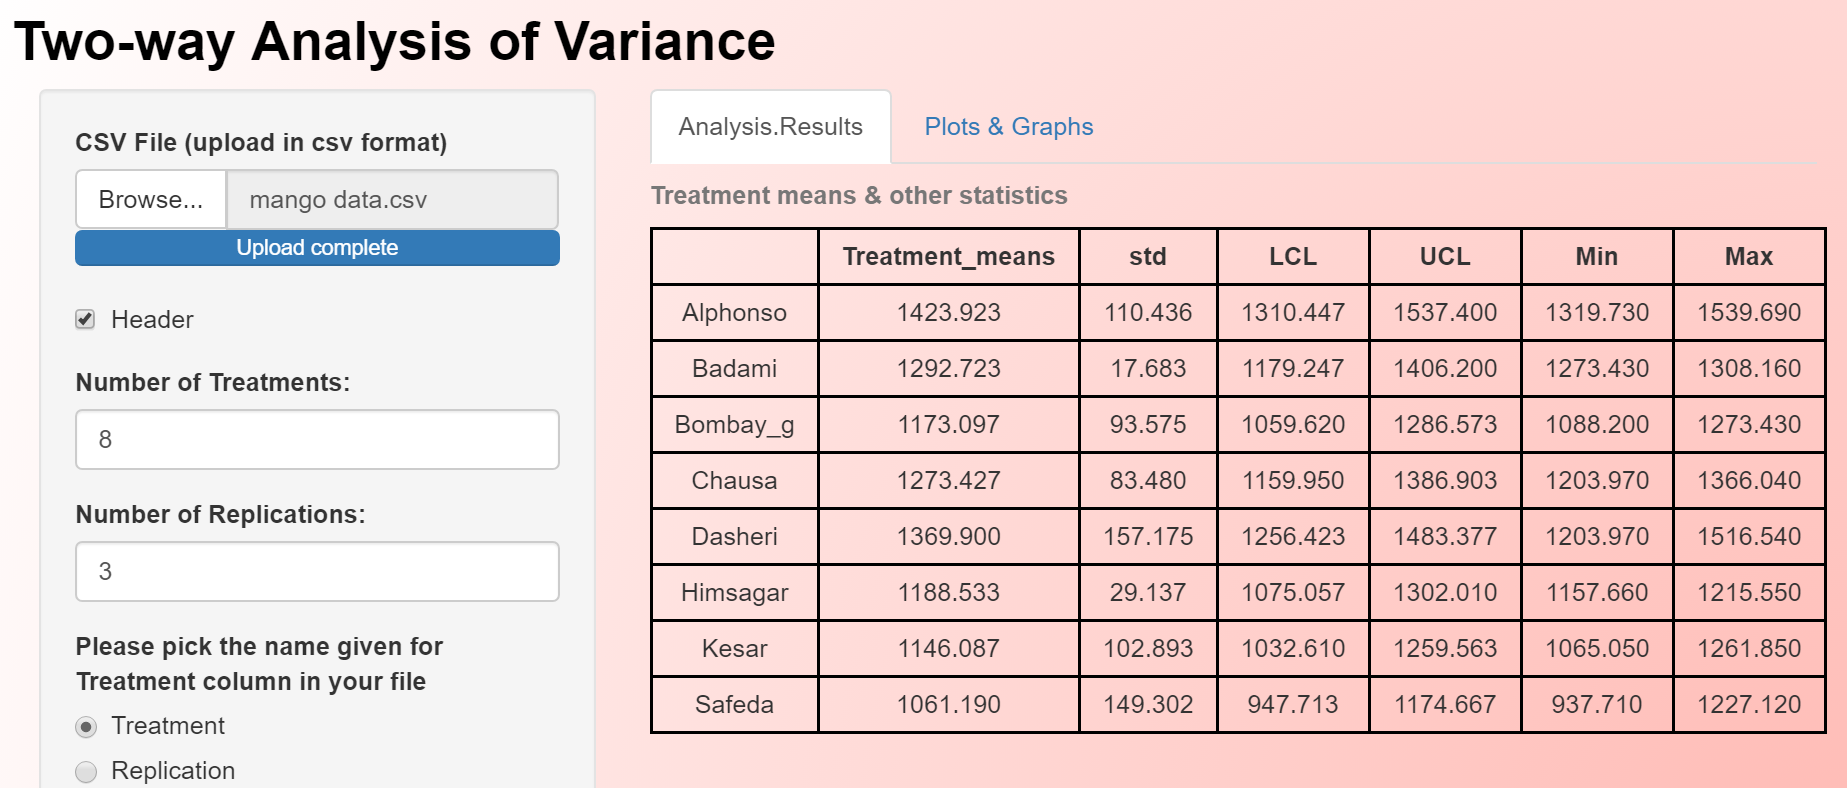 Two-way Analysis of Variance
CSV File (upload in csv format)
Browse... mango data.csv
Upload complete
Header
Number of Treatments:
8
Number of Replications:
3
Please pick the name given for
Treatment column in your file
Treatment
Replication
Analysis.Results Plots & Graphs
Treatment means & other statistics
Treatment_means std LCL UCL Min Max
Alphonso 1423.923 110.436 1310.447 1537.400 1319.730 1539.690
Badami 1292.723 17.683 1179.247 1406.200 1273.430 1308.160
Bombay_g 1173.097 93.575 1059.620 1286.573 1088.200 1273.430
Chausa 1273.427 83.480 1159.950 1386.903 1203.970 1366.040
Dasheri 1369.900 157.175 1256.423 1483.377 1203.970 1516.540
Himsagar 1188.533 29.137 1075.057 1302.010 1157.660 1215.550
Kesar 1146.087 102.893 1032.610 1259.563 1065.050 1261.850
Safeda 1061.190 149.302 947.713 1174.667 937.710 1227.120